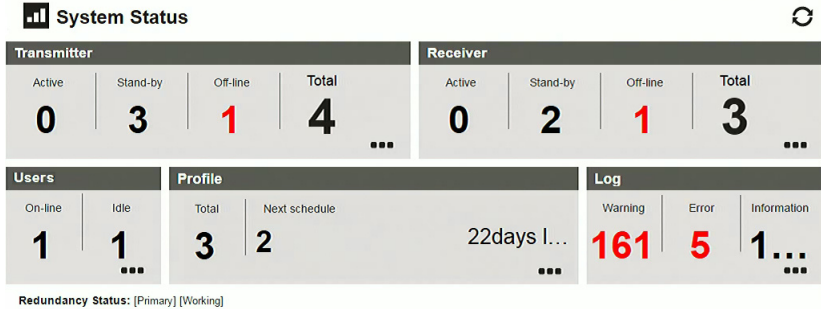 System Status
Transmitter
Active Stand-by Off-line Total
0 3 1 4
Receiver
Active Stand-by Off-line Total
0 2 1 3
Users
On-line Idle
1 1
Profile
Total Next schedule
3 2 22days l...
Log
Warning Error Information
161 5 1...
Redundancy Status: [Primary] [Working]